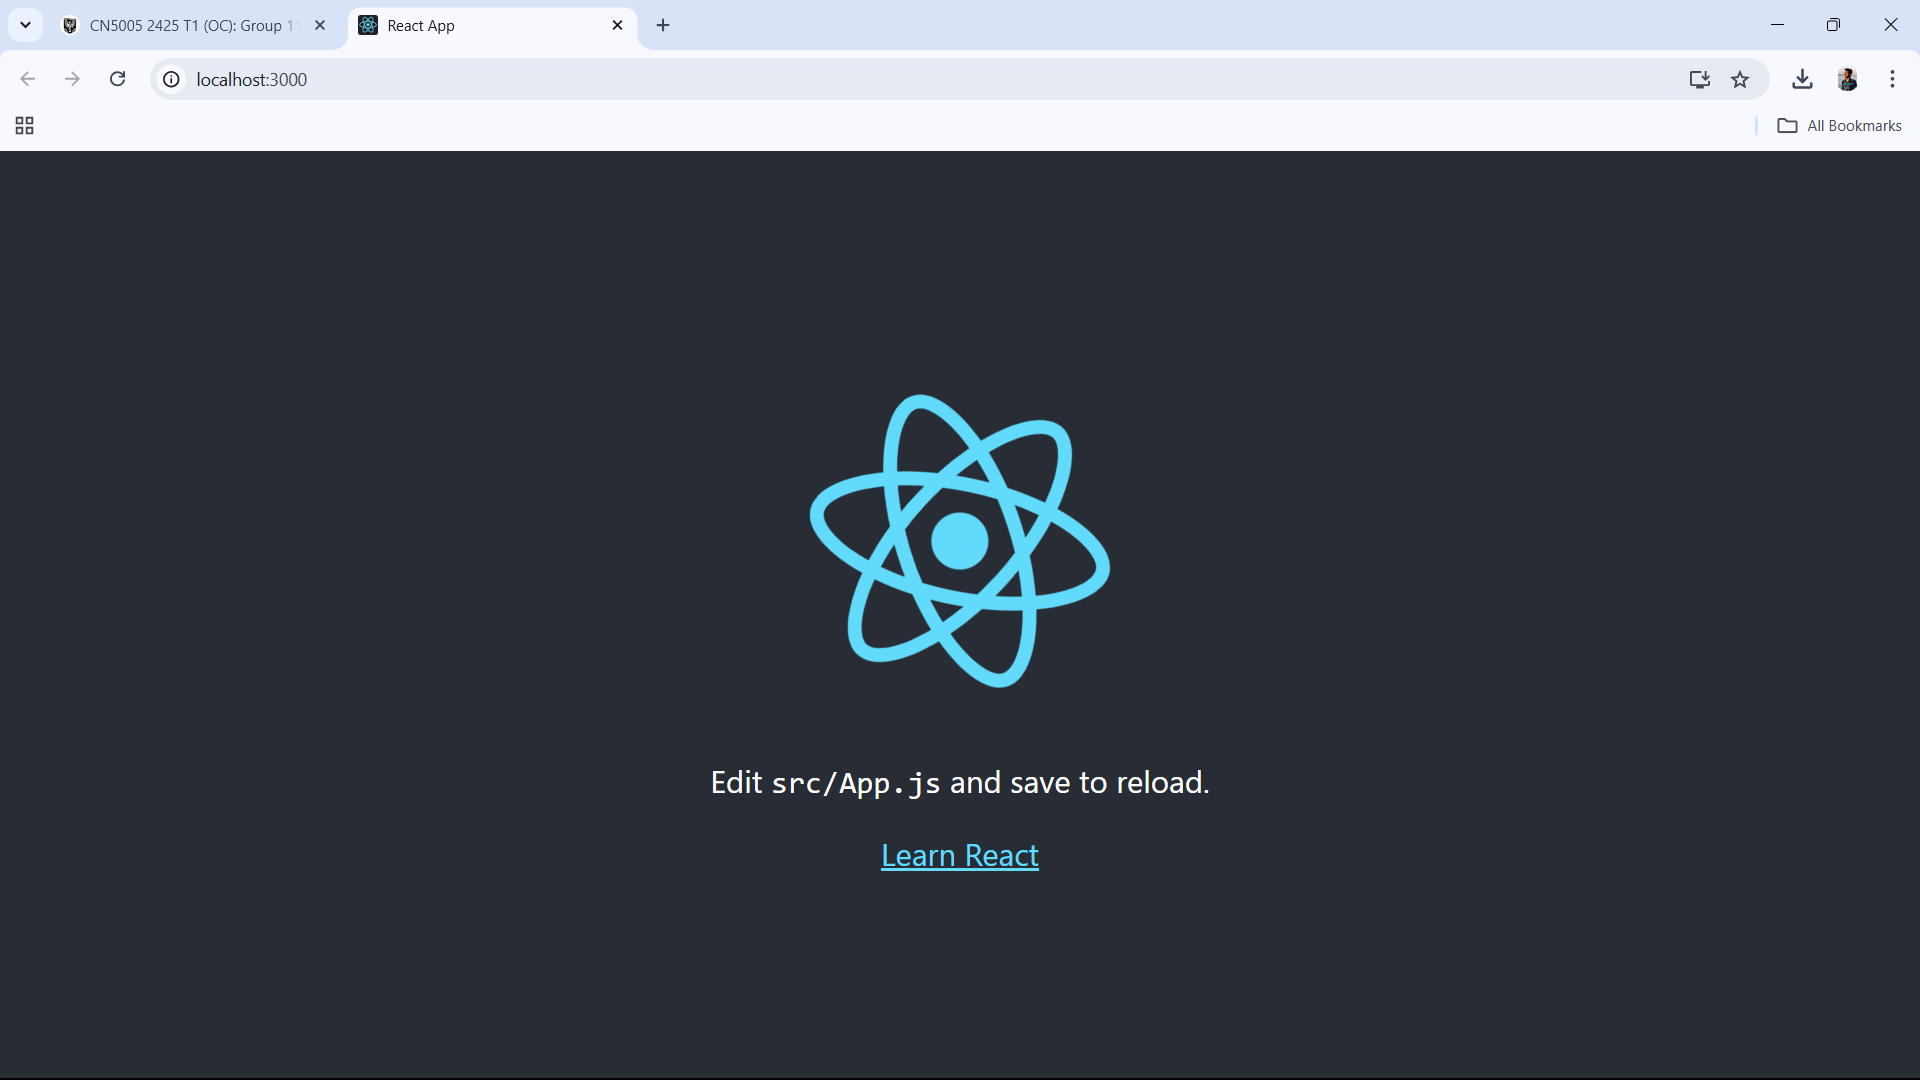 CN5005 2425 T1 (OC): Group 11
React App
localhost:3000
All Bookmarks
Edit src/App.js and save to reload.
Learn React